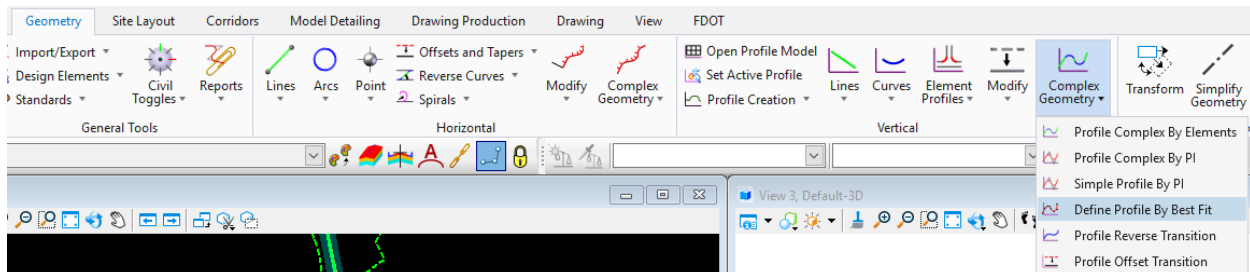 Geometry Site Layout Corridors Model Detailing Drawing Production Drawing View FDOT
Import/Export
Design Elements
Standards
Civil
Toggles
Reports
General Tools
Lines
Arcs
Point
Offsets and Tapers
Reverse Curves
Spirals
Modify
Complex
Geometry
Horizontal
Open Profile Model
Set Active Profile
Profile Creation
Lines
Curves
Element
Profiles
Modify
Complex
Geometry
Vertical
Transform
Simplify
Geometry
Profile Complex By Elements
Profile Complex By PI
Simple Profile By PI
Define Profile By Best Fit
Profile Reverse Transition
Profile Offset Transition
View 3, Default-3D